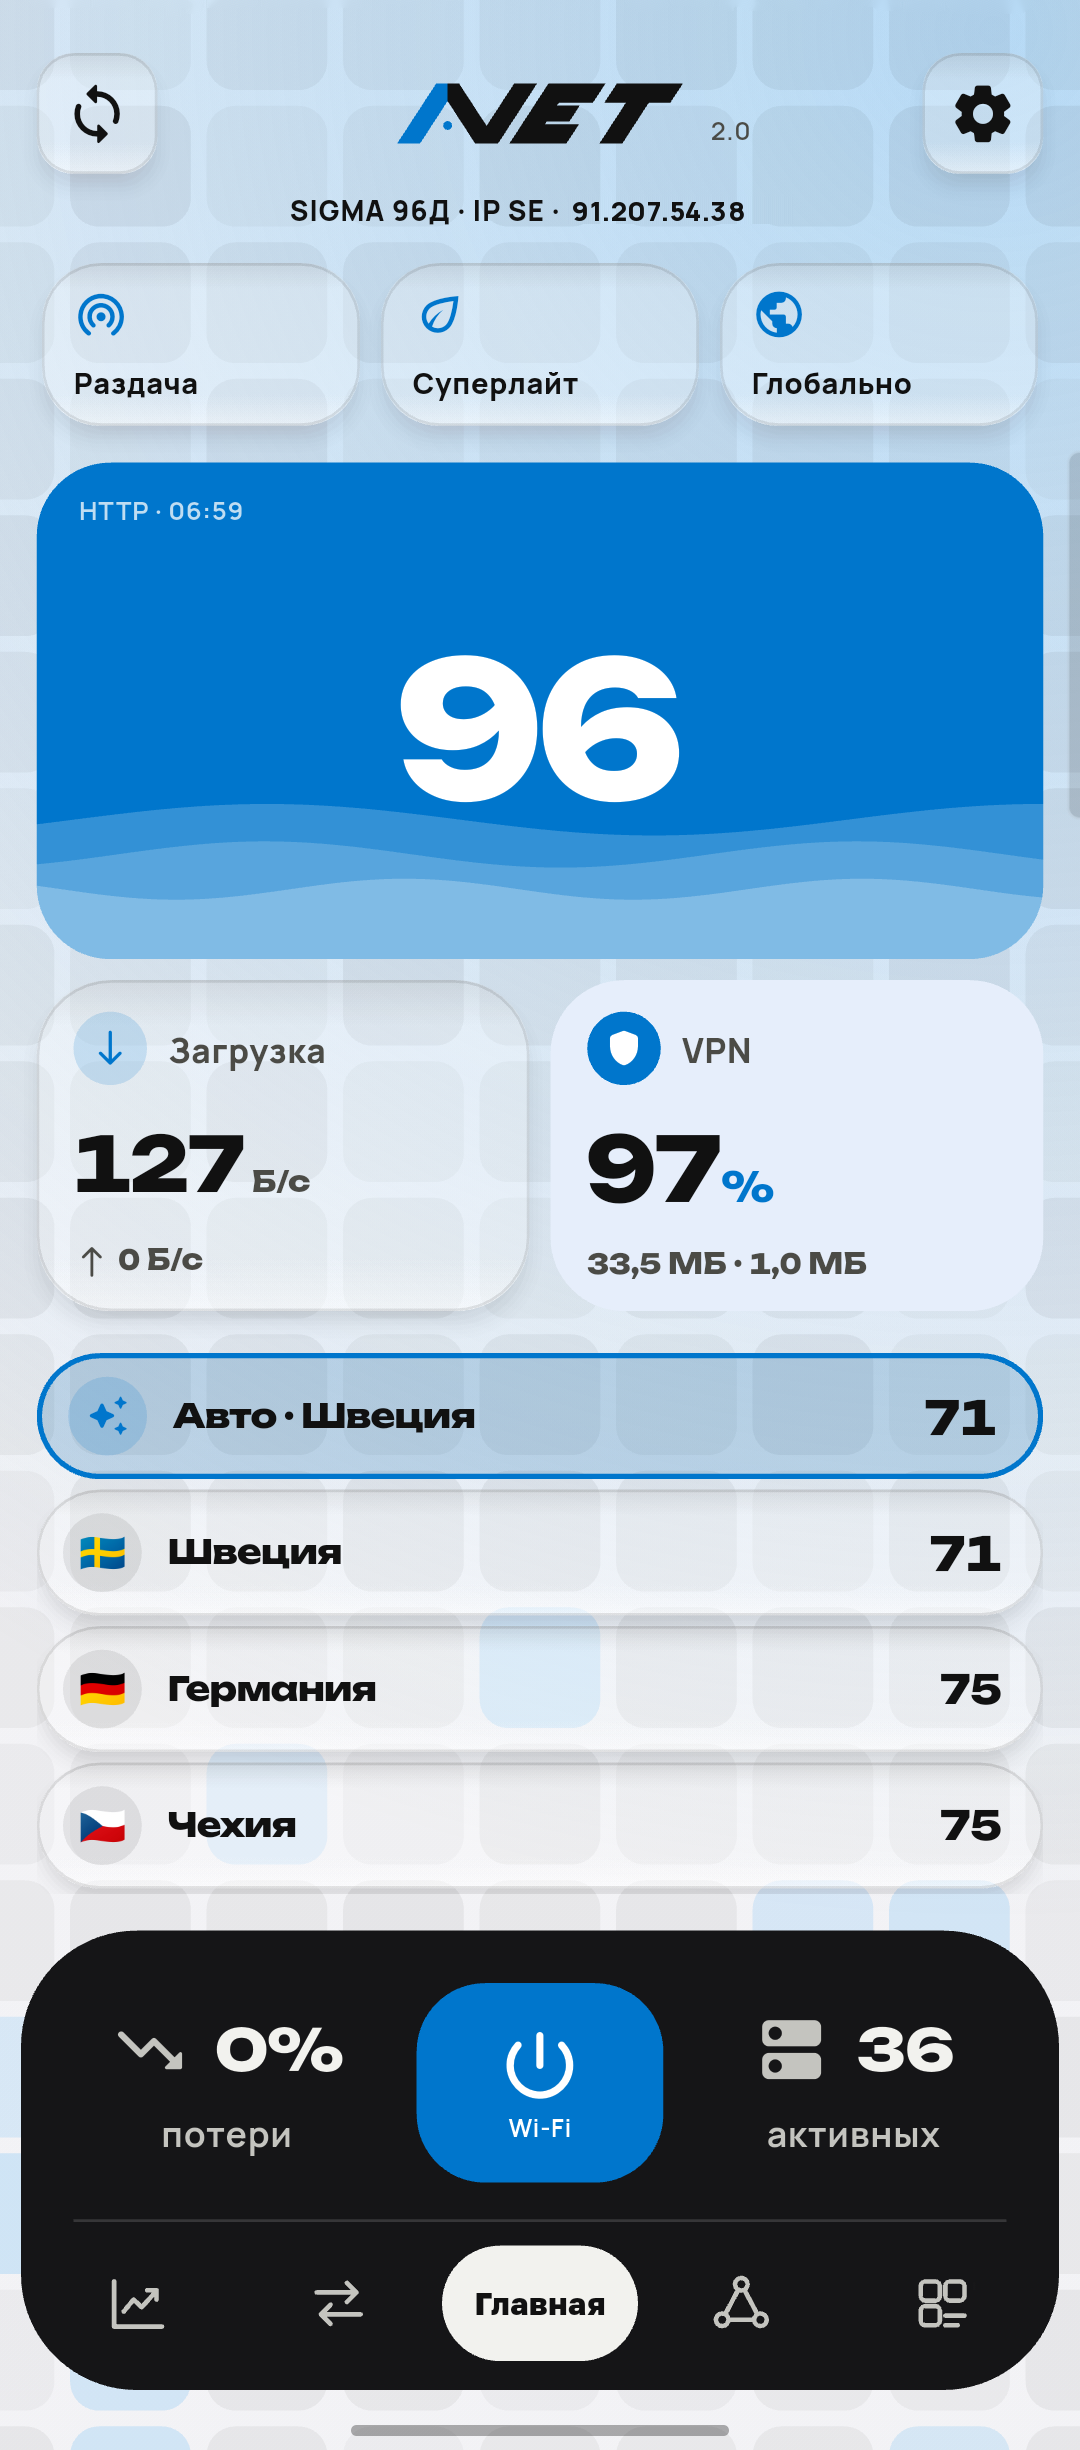 NET
2.0
SIGMA 96Д · IP SE · 91.207.54.38
Раздача
Суперлайт
Глобально
HTTP · 06:59
96
Загрузка
127 Б/с
↑ 0 Б/с
VPN
97%
33,5 МБ · 1,0 МБ
Авто · Швеция 71
Швеция 71
Германия 75
Чехия 75
0%
потери
Wi-Fi
36
активных
Главная